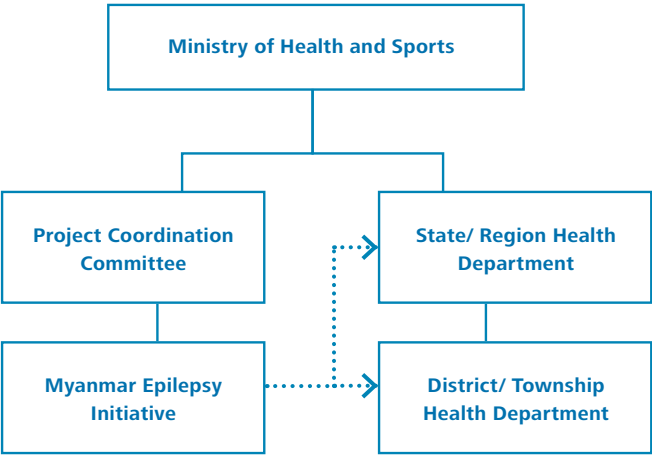 Ministry of Health and Sports
Project Coordination
Committee
State/ Region Health
Department
Myanmar Epilepsy
Initiative
District/ Township
Health Department